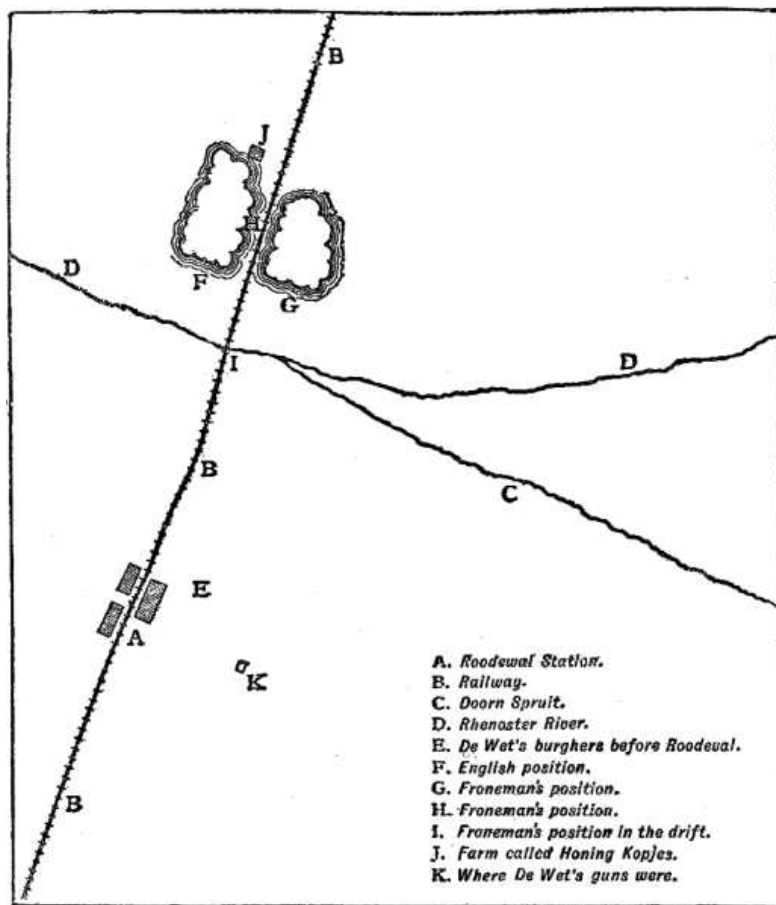 B
J
H
D
F
G
I
D
B
C
E
A
K
B
A. Roodewal Station.
B. Railway.
C. Doorn Spruit.
D. Rhenoster River.
E. De Wet's burghers before Roodewal.
F. English position.
G. Froneman's position.
H. Froneman's position.
I. Froneman's position in the drift.
J. Farm called Honing Kopjes.
K. Where De Wet's guns were.